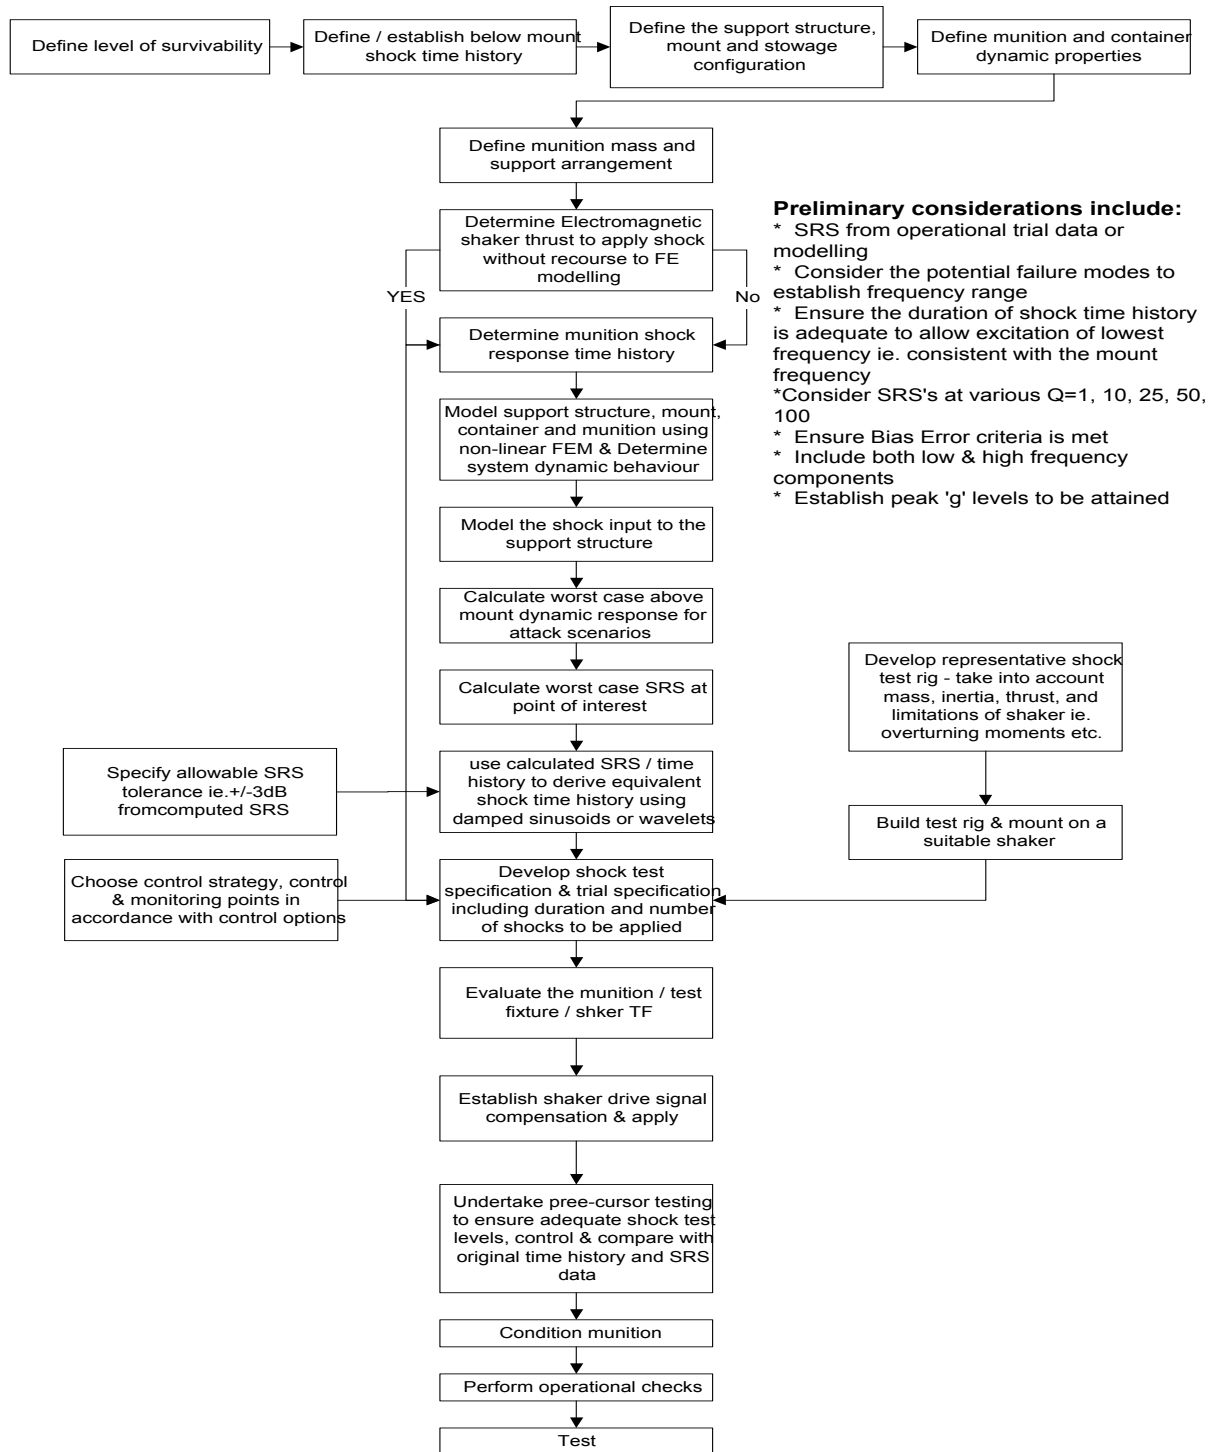 Define level of survivability
Define / establish below mount
shock time history
Define the support structure,
mount and stowage
configuration
Define munition and container
dynamic properties
Define munition mass and
support arrangement
Determine Electromagnetic
shaker thrust to apply shock
without recourse to FE
modelling
YES
No
Preliminary considerations include:
* SRS from operational trial data or
modelling
* Consider the potential failure modes to
establish frequency range
* Ensure the duration of shock time history
is adequate to allow excitation of lowest
frequency ie. consistent with the mount
frequency
*Consider SRS's at various Q=1, 10, 25, 50,
100
* Ensure Bias Error criteria is met
* Include both low & high frequency
components
* Establish peak 'g' levels to be attained
Determine munition shock
response time history
Model support structure, mount,
container and munition using
non-linear FEM & Determine
system dynamic behaviour
Model the shock input to the
support structure
Calculate worst case above
mount dynamic response for
attack scenarios
Calculate worst case SRS at
point of interest
Develop representative shock
test rig - take into account
mass, inertia, thrust, and
limitations of shaker ie.
overturning moments etc.
Specify allowable SRS
tolerance ie.+/-3dB
fromcomputed SRS
use calculated SRS / time
history to derive equivalent
shock time history using
damped sinusoids or wavelets
Build test rig & mount on a
suitable shaker
Choose control strategy, control
& monitoring points in
accordance with control options
Develop shock test
specification & trial specification
including duration and number
of shocks to be applied
Evaluate the munition / test
fixture / shker TF
Establish shaker drive signal
compensation & apply
Undertake pree-cursor testing
to ensure adequate shock test
levels, control & compare with
original time history and SRS
data
Condition munition
Perform operational checks
Test